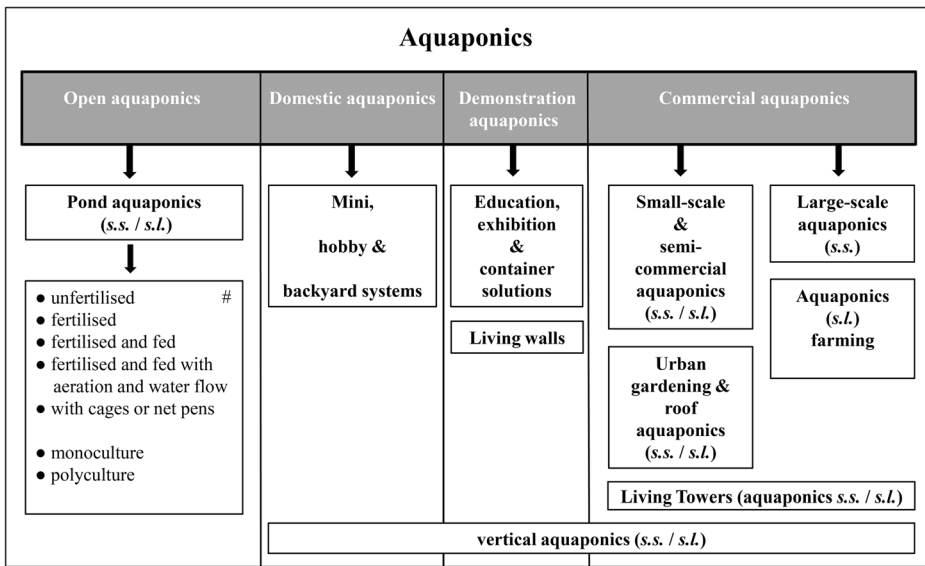 Aquaponics
Open aquaponics
Domestic aquaponics
Demonstration
aquaponics
Commercial aquaponics
Pond aquaponics
(s.s. / s.l.)
● unfertilised #
● fertilised
● fertilised and fed
● fertilised and fed with
aeration and water flow
● with cages or net pens
● monoculture
● polyculture
Mini,
hobby &
backyard systems
Education,
exhibition
&
container
solutions
Living walls
Small-scale
&
semi-
commercial
aquaponics
(s.s. / s.l.)
Urban
gardening &
roof
aquaponics
(s.s. / s.l.)
Large-scale
aquaponics
(s.s.)
Aquaponics
(s.l.)
farming
Living Towers (aquaponics s.s. / s.l.)
vertical aquaponics (s.s. / s.l.)